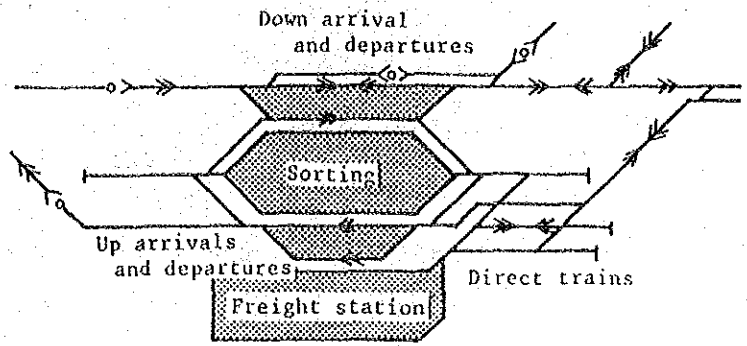 Down arrival
and departures
Sorting
Up arrivals
and departures
Direct trains
Freight station